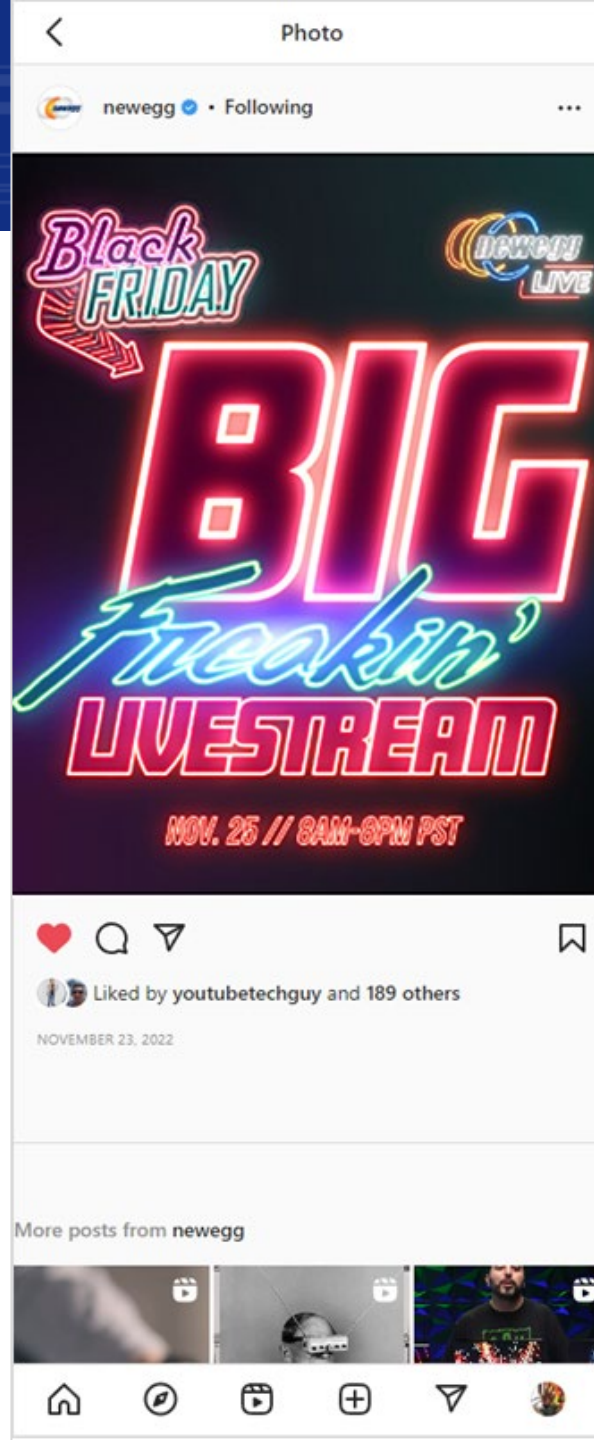 Photo
newegg • Following
Black
FRIDAY
newegg
LIVE
BIG
Freakin'
LIVESTREAM
NOV. 25 // 8AM-6PM PST
Liked by youtubetechguy and 189 others
NOVEMBER 23, 2022
More posts from newegg